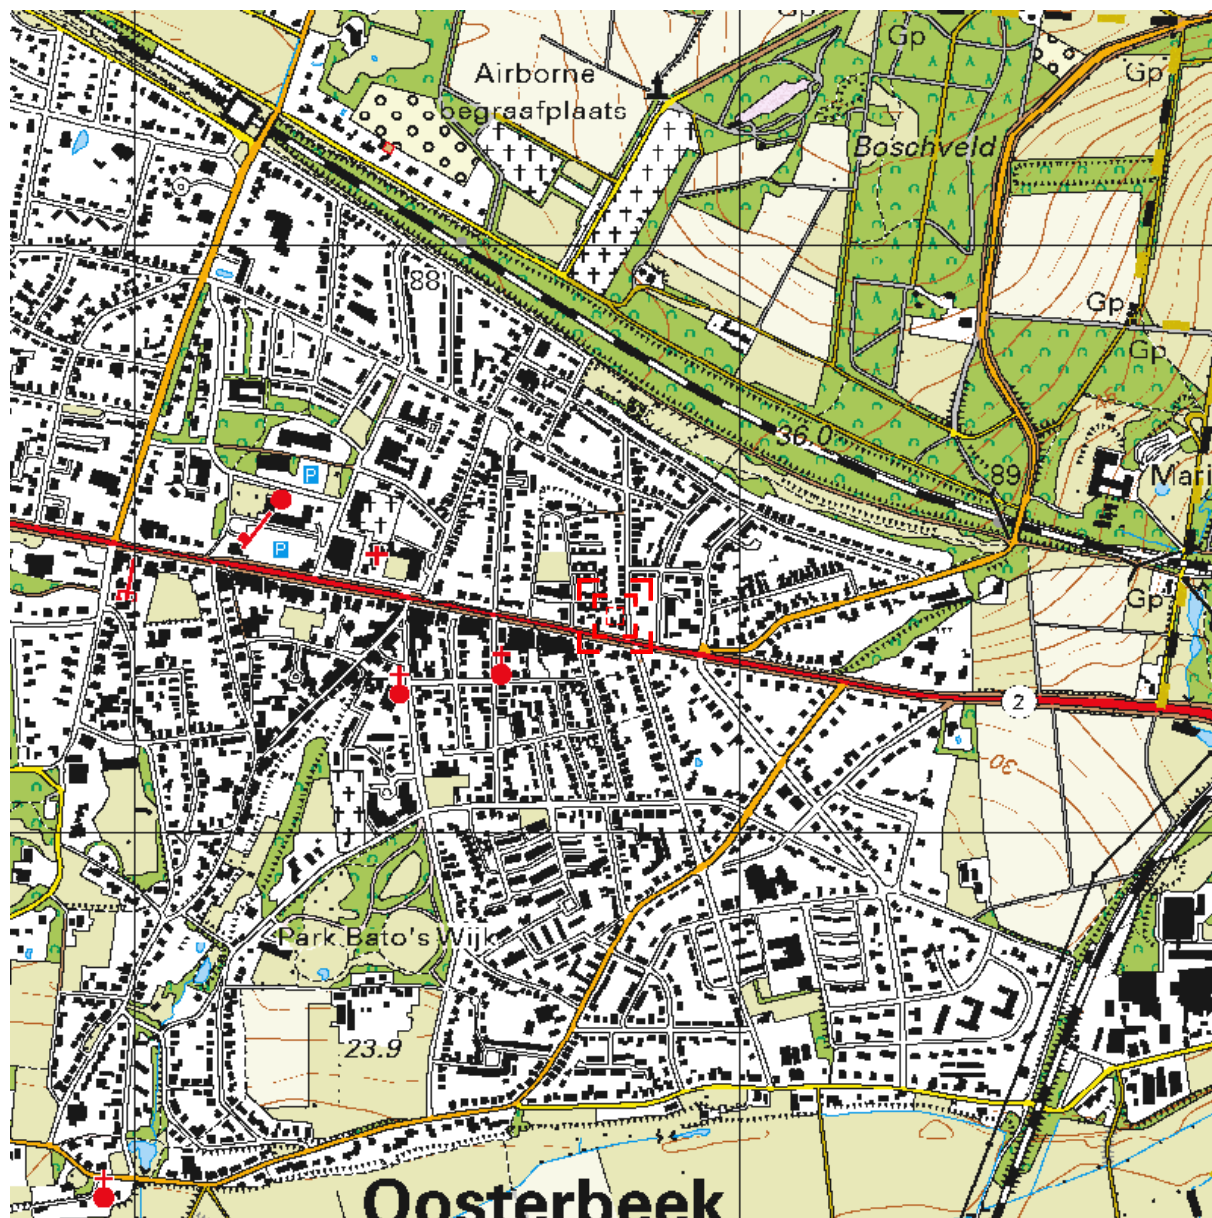 Gp
Gp
Airborne
begraafplaats
Gp
Boschveld
88
Gp
Gp
36.0
89
Mari
P
P
Gp
2
30
Park Bato's Wijk
23.9
Oosterbeek